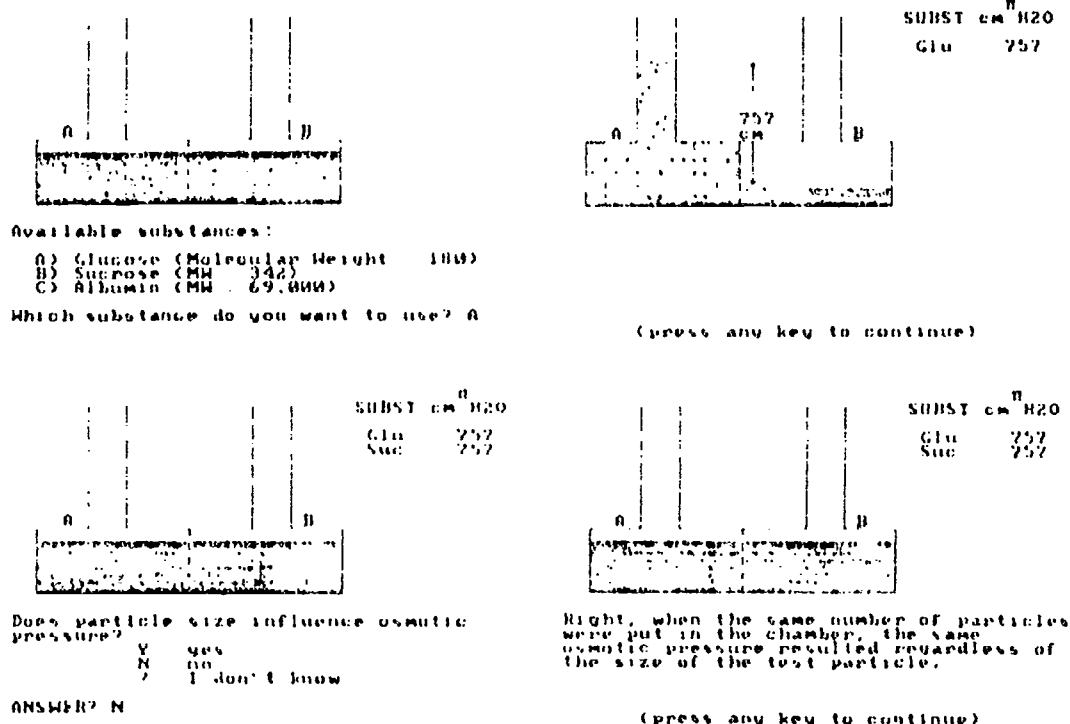 A B
Available substances:
A) Glucose (Molecular Weight 180)
B) Sucrose (MW 342)
C) Albumin (MW . 69,000)
Which substance do you want to use? A
n
SUBST cm H2O
Glu 757
757
cm
A B
(press any key to continue)
n
SUBST cm H2O
Glu 757
Suc 757
A B
Does particle size influence osmotic
pressure?
Y yes
N no
? I don't know
ANSWER? N
n
SUBST cm H2O
Glu 757
Suc 757
A B
Right, when the same number of particles
were put in the chamber, the same
osmotic pressure resulted regardless of
the size of the test particle.
(press any key to continue)